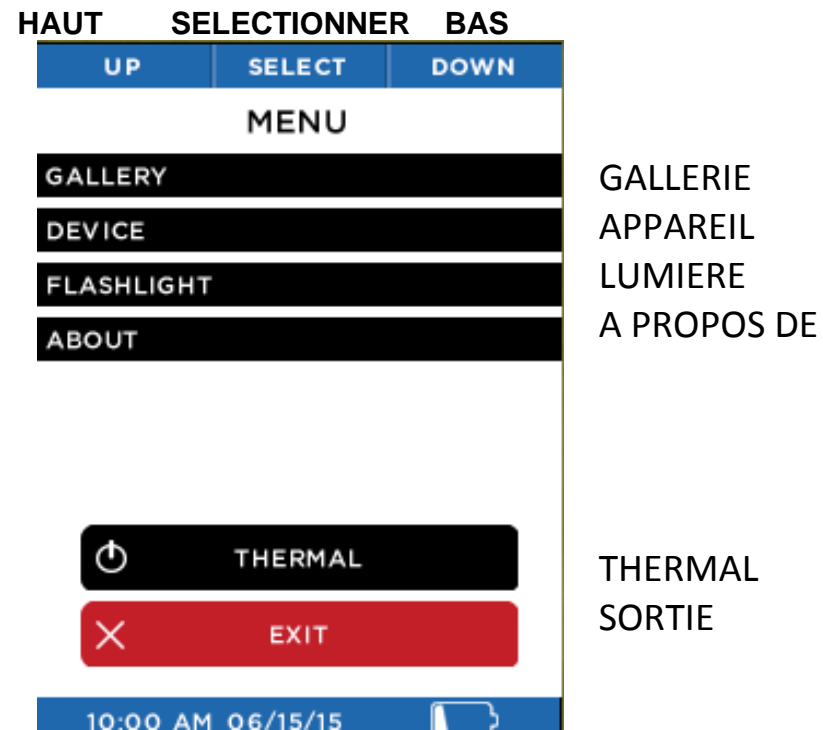 HAUT SELECTIONNER BAS
UP SELECT DOWN
MENU
GALLERY GALLERIE
DEVICE APPAREIL
FLASHLIGHT LUMIERE
ABOUT A PROPOS DE
THERMAL THERMAL
EXIT SORTIE
10:00 AM 06/15/15